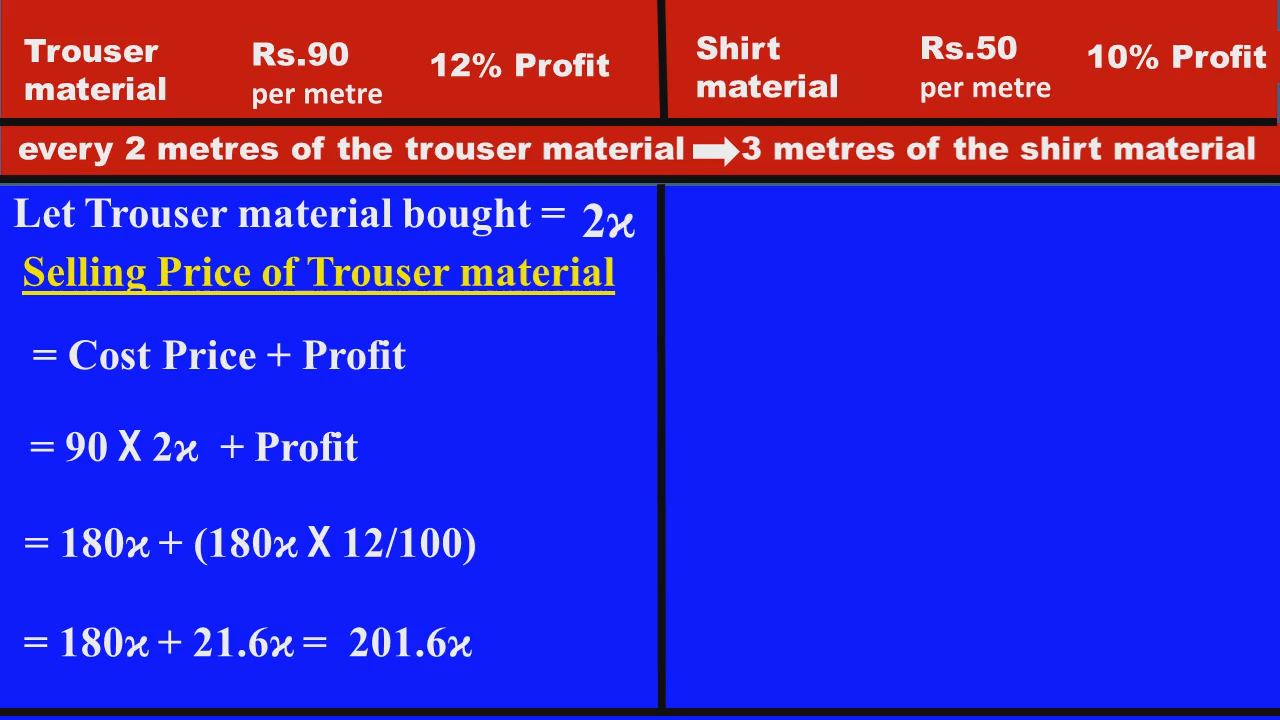 Trouser material
Rs.90 per metre
12% Profit
Shirt material
Rs.50 per metre
10% Profit
every 2 metres of the trouser material ➡ 3 metres of the shirt material
Let Trouser material bought = 2x
Selling Price of Trouser material
= Cost Price + Profit
= 90 X 2x + Profit
= 180x + (180x X 12/100)
= 180x + 21.6x = 201.6x